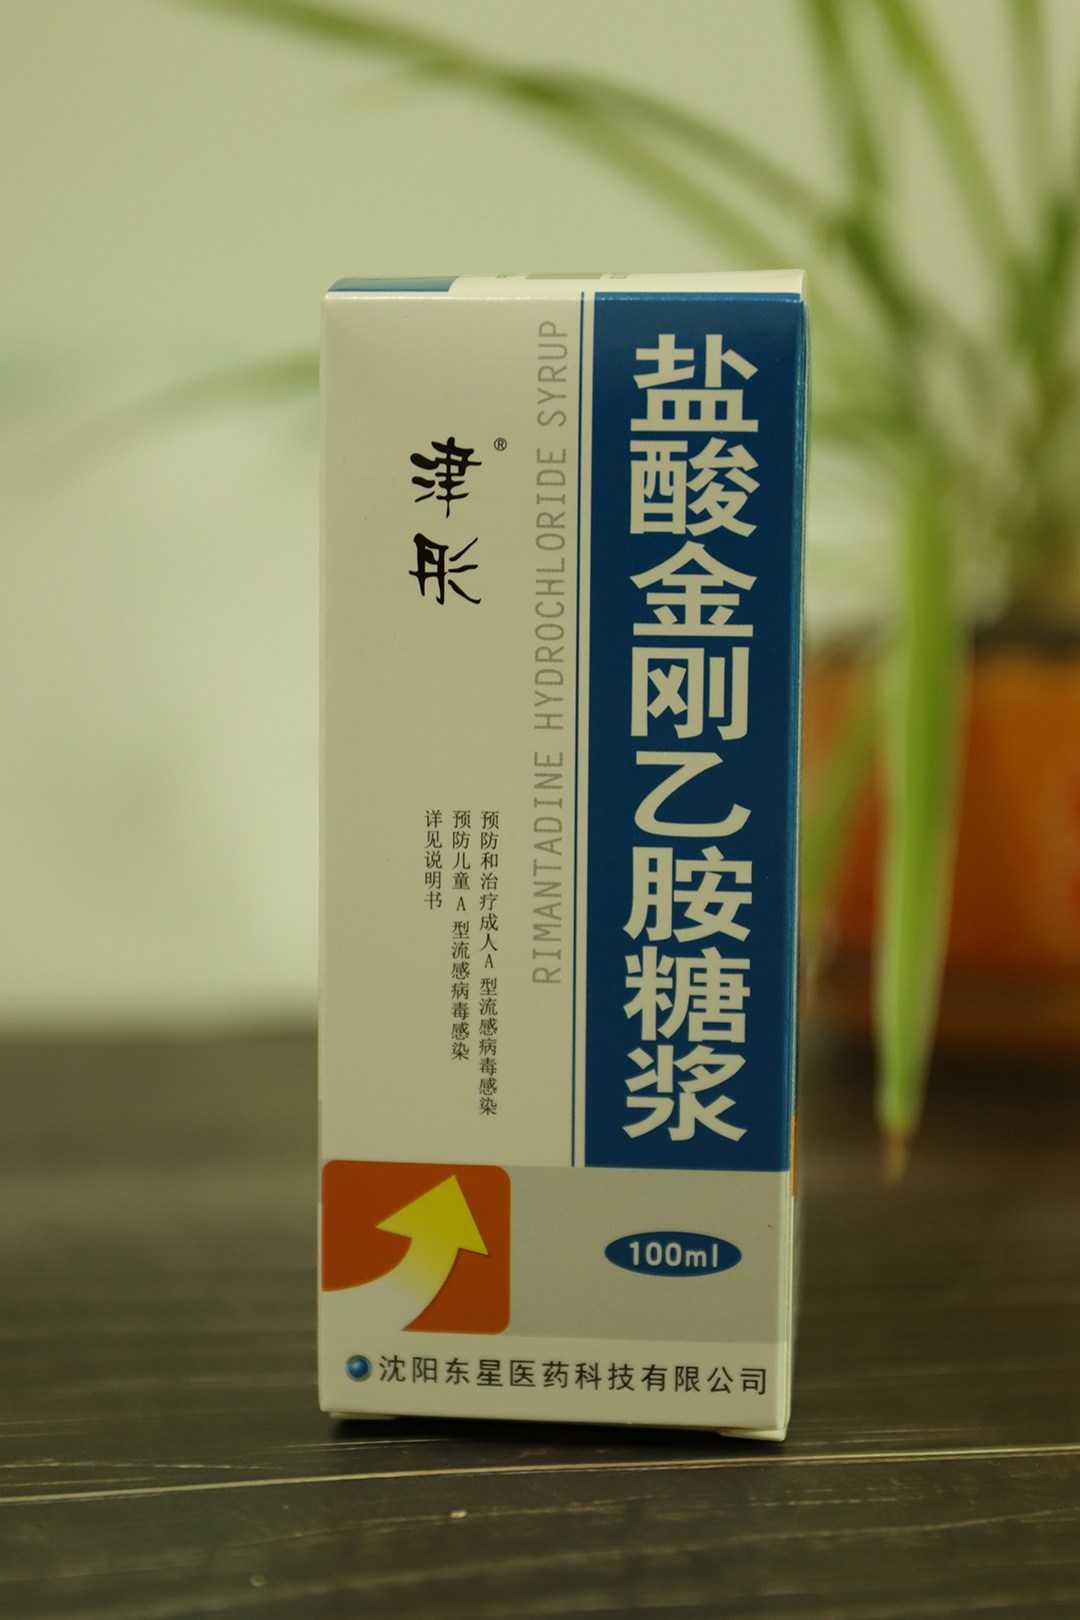 盐酸金刚乙胺糖浆
RIMANTADINE HYDROCHLORIDE SYRUP
津彤®
预防和治疗成人A型流感病毒感染
预防儿童A型流感病毒感染
详见说明书
100ml
沈阳东星医药科技有限公司